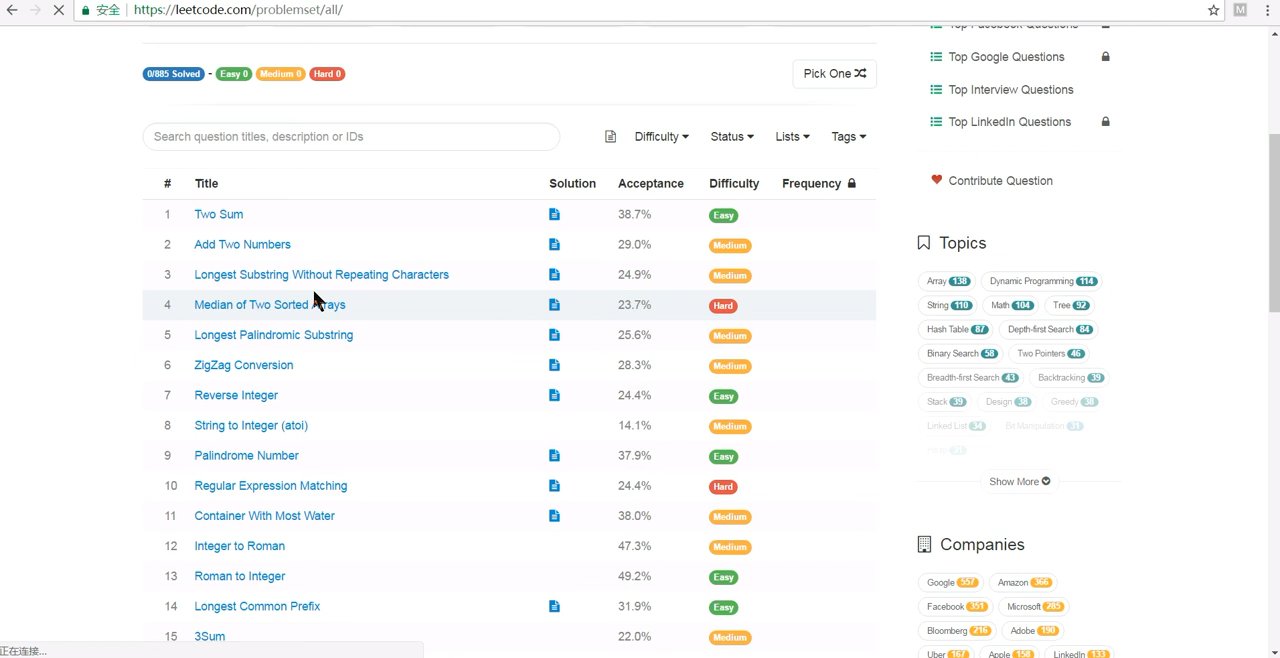 安全 https://leetcode.com/problemset/all/ M
Top Facebook Questions
Top Google Questions
0/885 Solved - Easy 0 Medium 0 Hard 0 Pick One
Top Interview Questions
Top LinkedIn Questions
Search question titles, description or IDs Difficulty Status Lists Tags
Contribute Question
# Title Solution Acceptance Difficulty Frequency
1 Two Sum 38.7% Easy
2 Add Two Numbers 29.0% Medium
3 Longest Substring Without Repeating Characters 24.9% Medium
4 Median of Two Sorted Arrays 23.7% Hard
5 Longest Palindromic Substring 25.6% Medium
6 ZigZag Conversion 28.3% Medium
7 Reverse Integer 24.4% Easy
8 String to Integer (atoi) 14.1% Medium
9 Palindrome Number 37.9% Easy
10 Regular Expression Matching 24.4% Hard
11 Container With Most Water 38.0% Medium
12 Integer to Roman 47.3% Medium
13 Roman to Integer 49.2% Easy
14 Longest Common Prefix 31.9% Easy
15 3Sum 22.0% Medium
Topics
Array 138 Dynamic Programming 114
String 110 Math 104 Tree 92
Hash Table 87 Depth-first Search 84
Binary Search 58 Two Pointers 46
Breadth-first Search 43 Backtracking 39
Stack 39 Design 38 Greedy 38
Linked List 34 Bit Manipulation 31
Show More
Companies
Google 557 Amazon 366
Facebook 351 Microsoft 285
Bloomberg 216 Adobe 190
Uber 167 Apple 158 LinkedIn 133
正在连接...